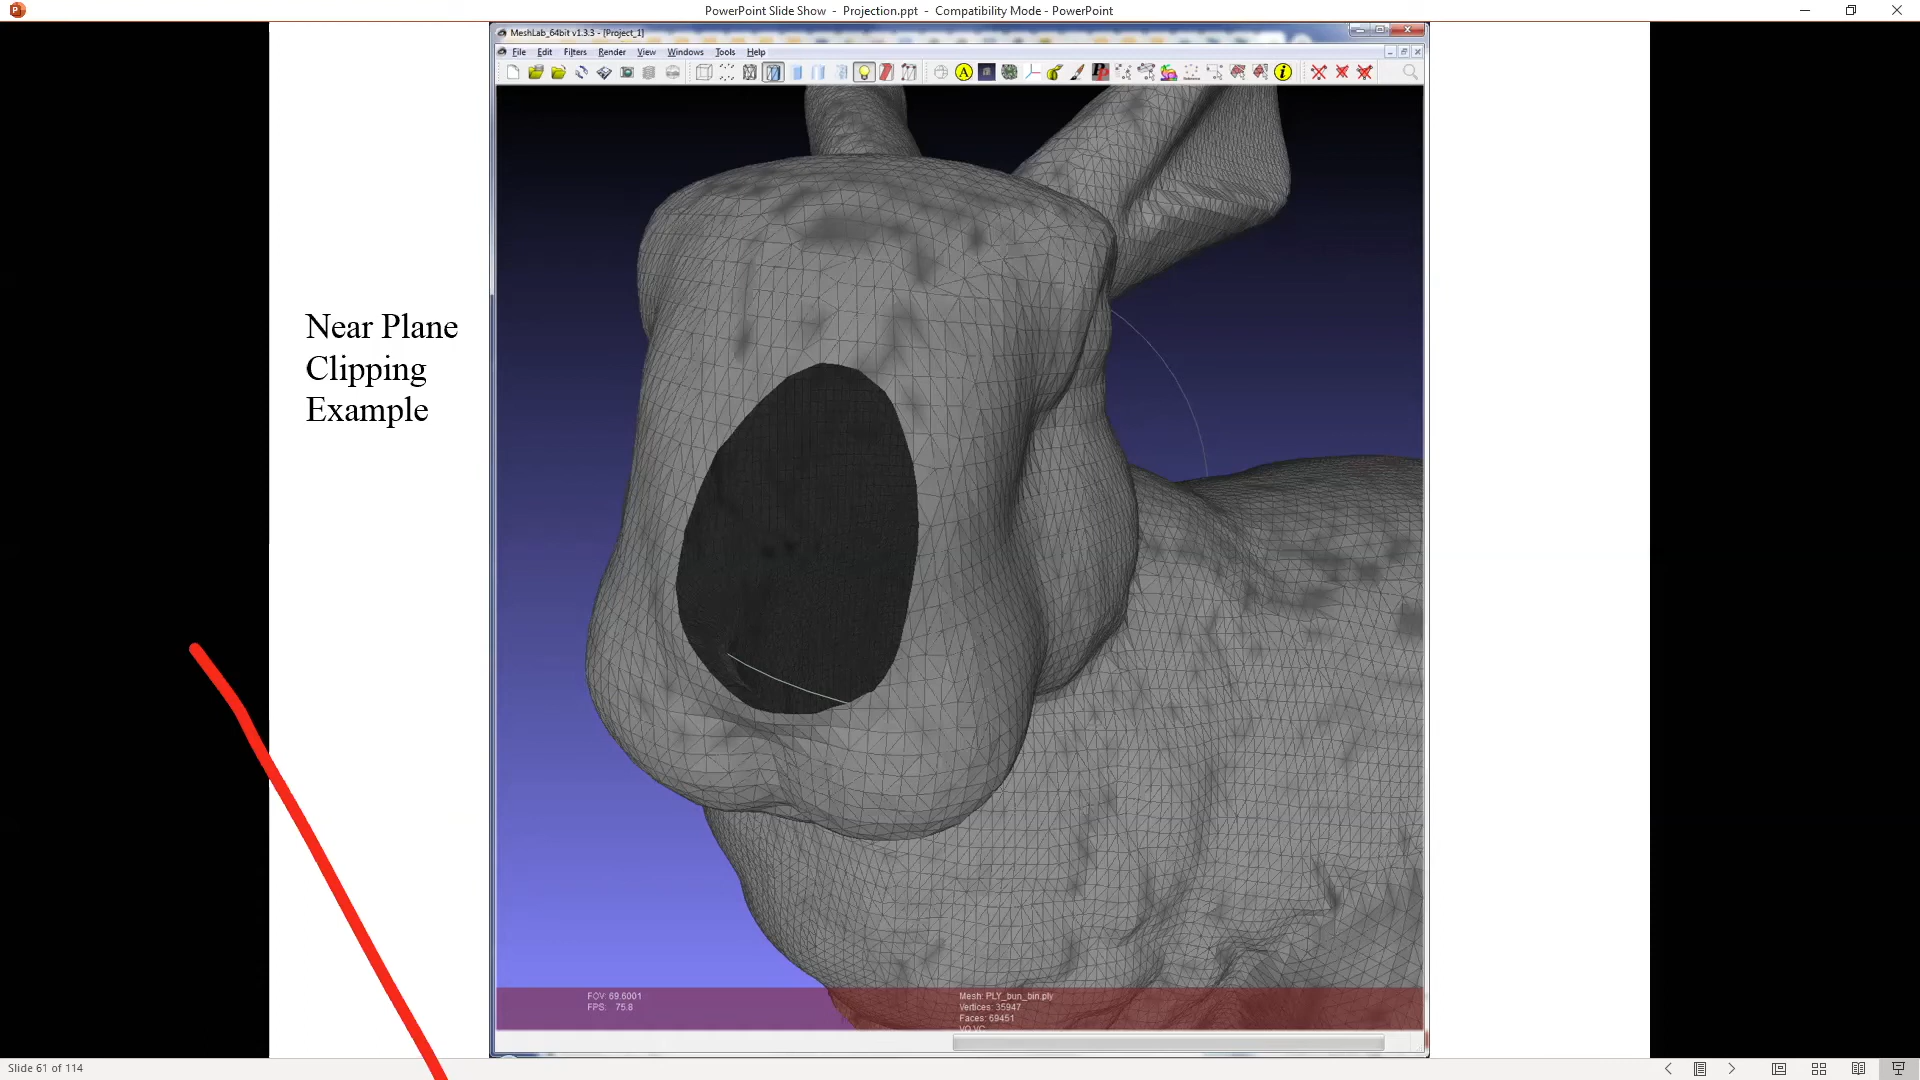 PowerPoint Slide Show - Projection.ppt - Compatibility Mode - PowerPoint
MeshLab_64bit v1.3.3 - [Project_1]
File Edit Filters Render View Windows Tools Help
Near Plane
Clipping
Example
FOV: 69.6001
FPS: 75.8
Mesh: PLY_bun_bin.ply
Vertices: 35947
Faces: 69451
VQ VC
Slide 61 of 114